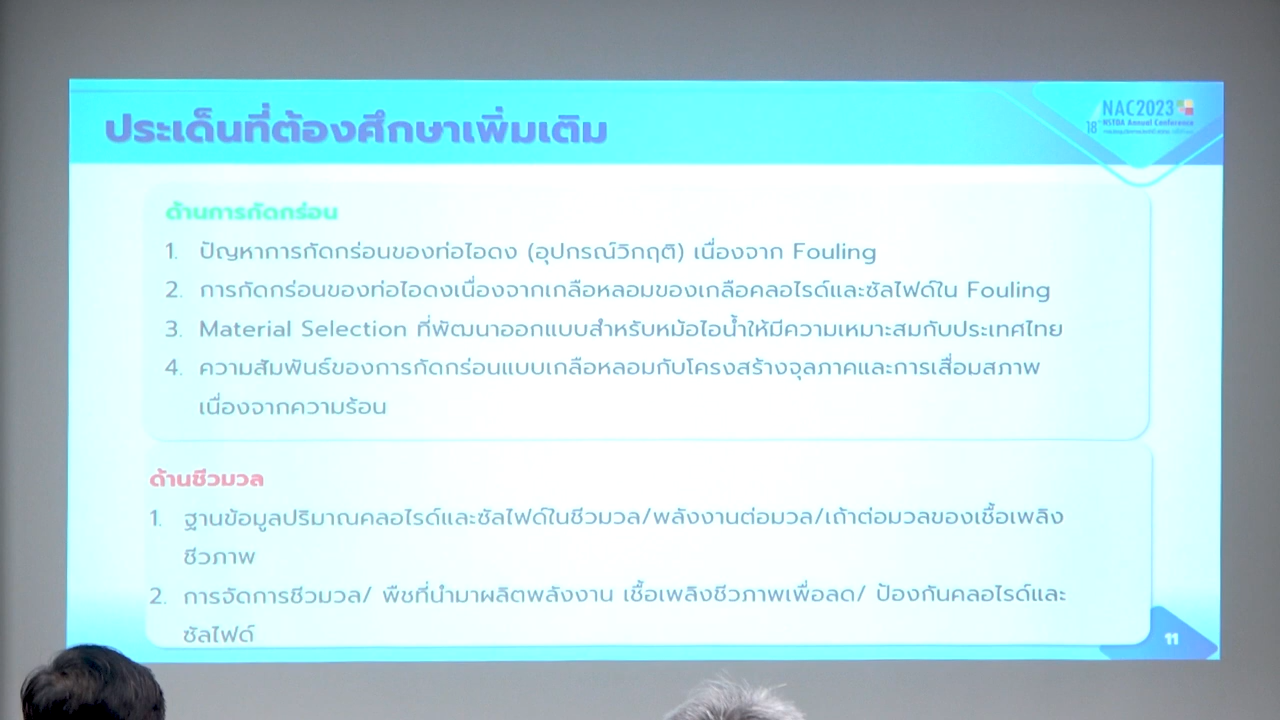 ประเด็นที่ต้องศึกษาเพิ่มเติม
NAC2023
18th NSTDA Annual Conference
ด้านการกัดกร่อน
1. ปัญหาการกัดกร่อนของท่อไอดง (อุปกรณ์วิกฤติ) เนื่องจาก Fouling
2. การกัดกร่อนของท่อไอดงเนื่องจากเกลือหลอมของเกลือคลอไรด์และซัลไฟด์ใน Fouling
3. Material Selection ที่พัฒนาออกแบบสำหรับหม้อไอน้ำให้มีความเหมาะสมกับประเทศไทย
4. ความสัมพันธ์ของการกัดกร่อนแบบเกลือหลอมกับโครงสร้างจุลภาคและการเสื่อมสภาพ
เนื่องจากความร้อน
ด้านชีวมวล
1. ฐานข้อมูลปริมาณคลอไรด์และซัลไฟด์ในชีวมวล/พลังงานต่อมวล/เถ้าต่อมวลของเชื้อเพลิง
ชีวภาพ
2. การจัดการชีวมวล/ พืชที่นำมาผลิตพลังงาน เชื้อเพลิงชีวภาพเพื่อลด/ ป้องกันคลอไรด์และ
ซัลไฟด์
11